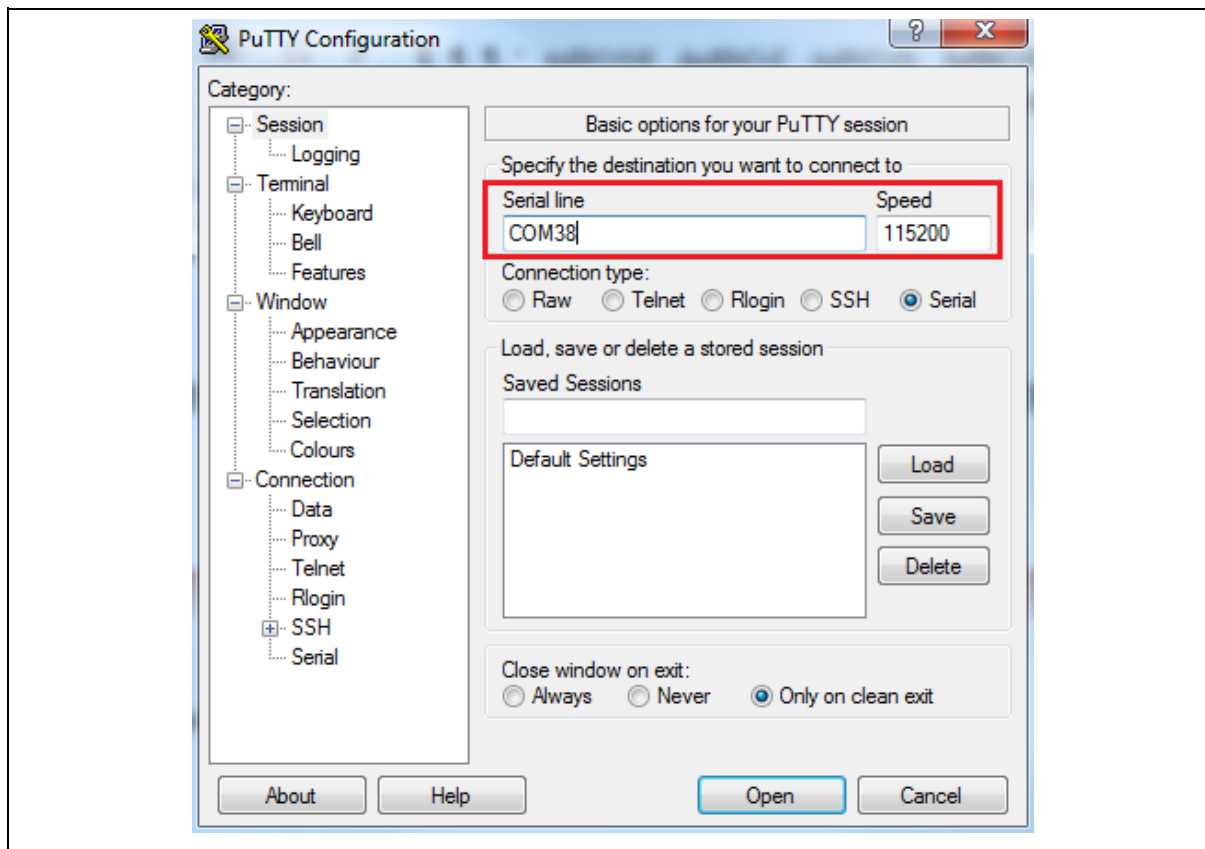 PuTTY Configuration
?
Category:
Session
Logging
Terminal
Keyboard
Bell
Features
Window
Appearance
Behaviour
Translation
Selection
Colours
Connection
Data
Proxy
Telnet
Rlogin
SSH
Serial
Basic options for your PuTTY session
Specify the destination you want to connect to
Serial line Speed
COM38 115200
Connection type:
Raw Telnet Rlogin SSH Serial
Load, save or delete a stored session
Saved Sessions
Default Settings
Load
Save
Delete
Close window on exit:
Always Never Only on clean exit
About Help Open Cancel